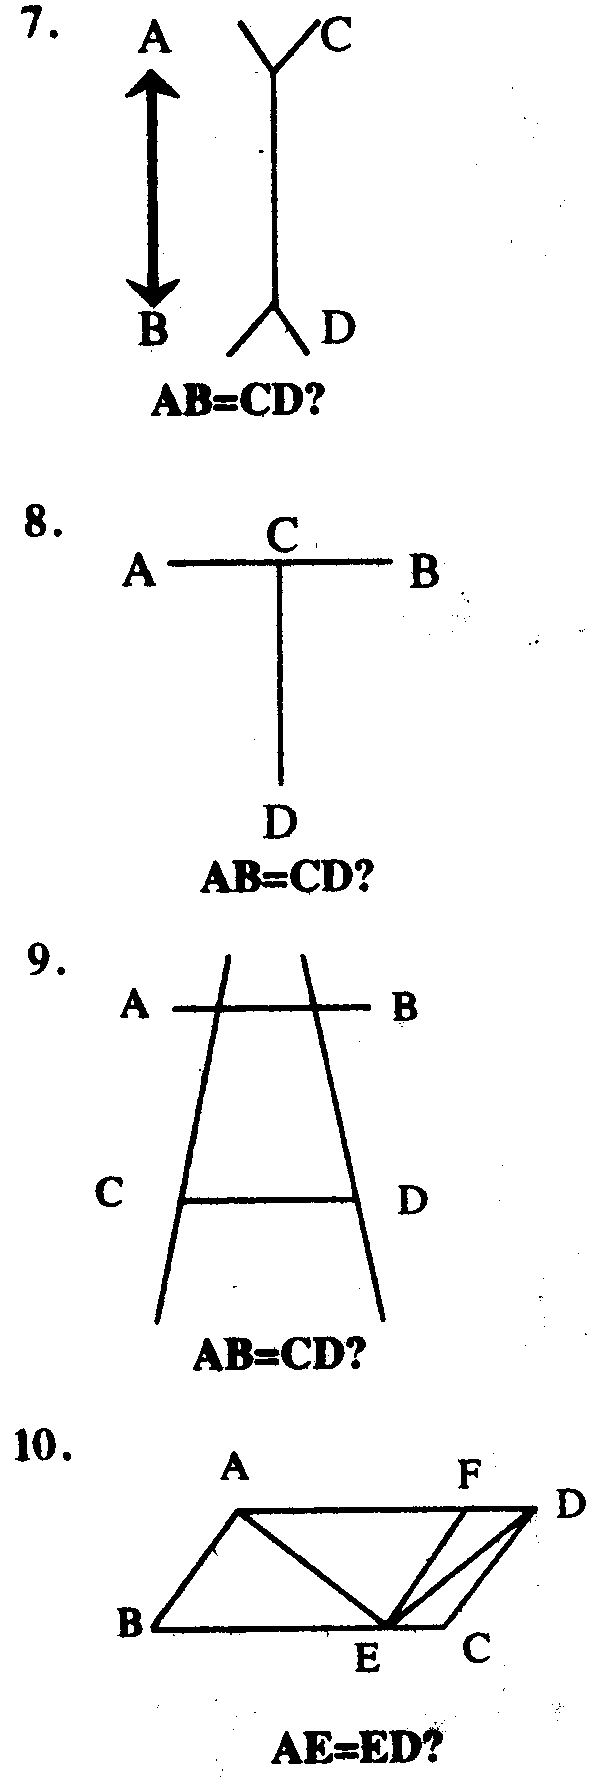 7.
A C
B D
AB=CD?
8.
C
A B
D
AB=CD?
9.
A B
C D
AB=CD?
10.
A F D
B E C
AE=ED?